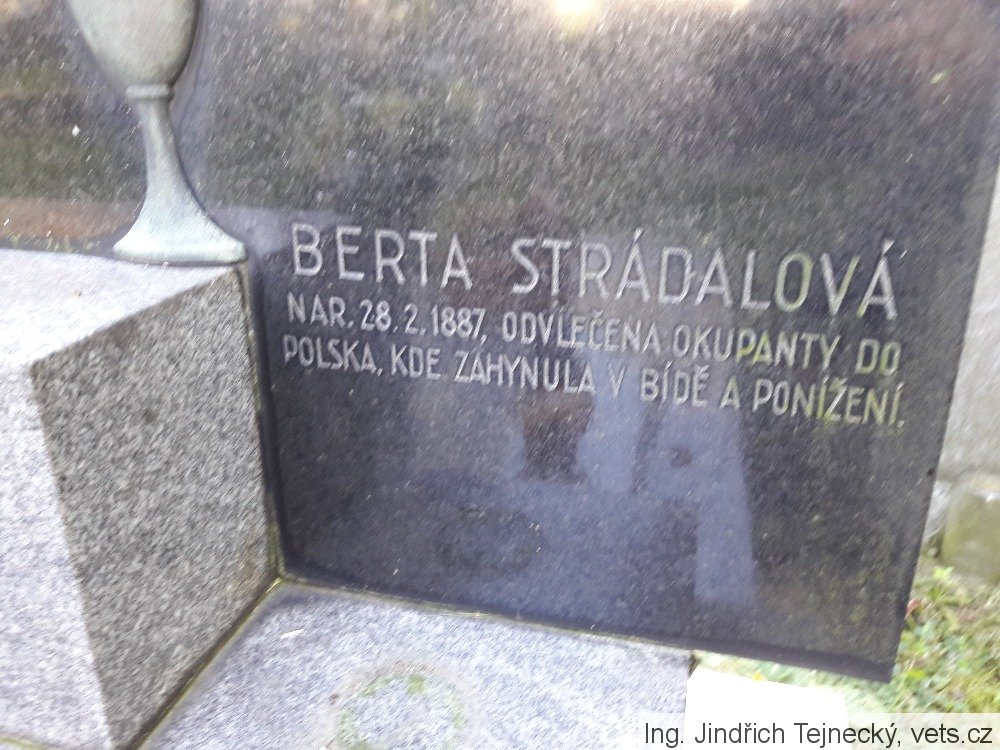 BERTA STRÁDALOVÁ
NAR. 28. 2. 1887, ODVLEČENA OKUPANTY DO
POLSKA, KDE ZAHYNULA V BÍDĚ A PONÍŽENÍ.
Ing. Jindřich Tejnecký, vets.cz